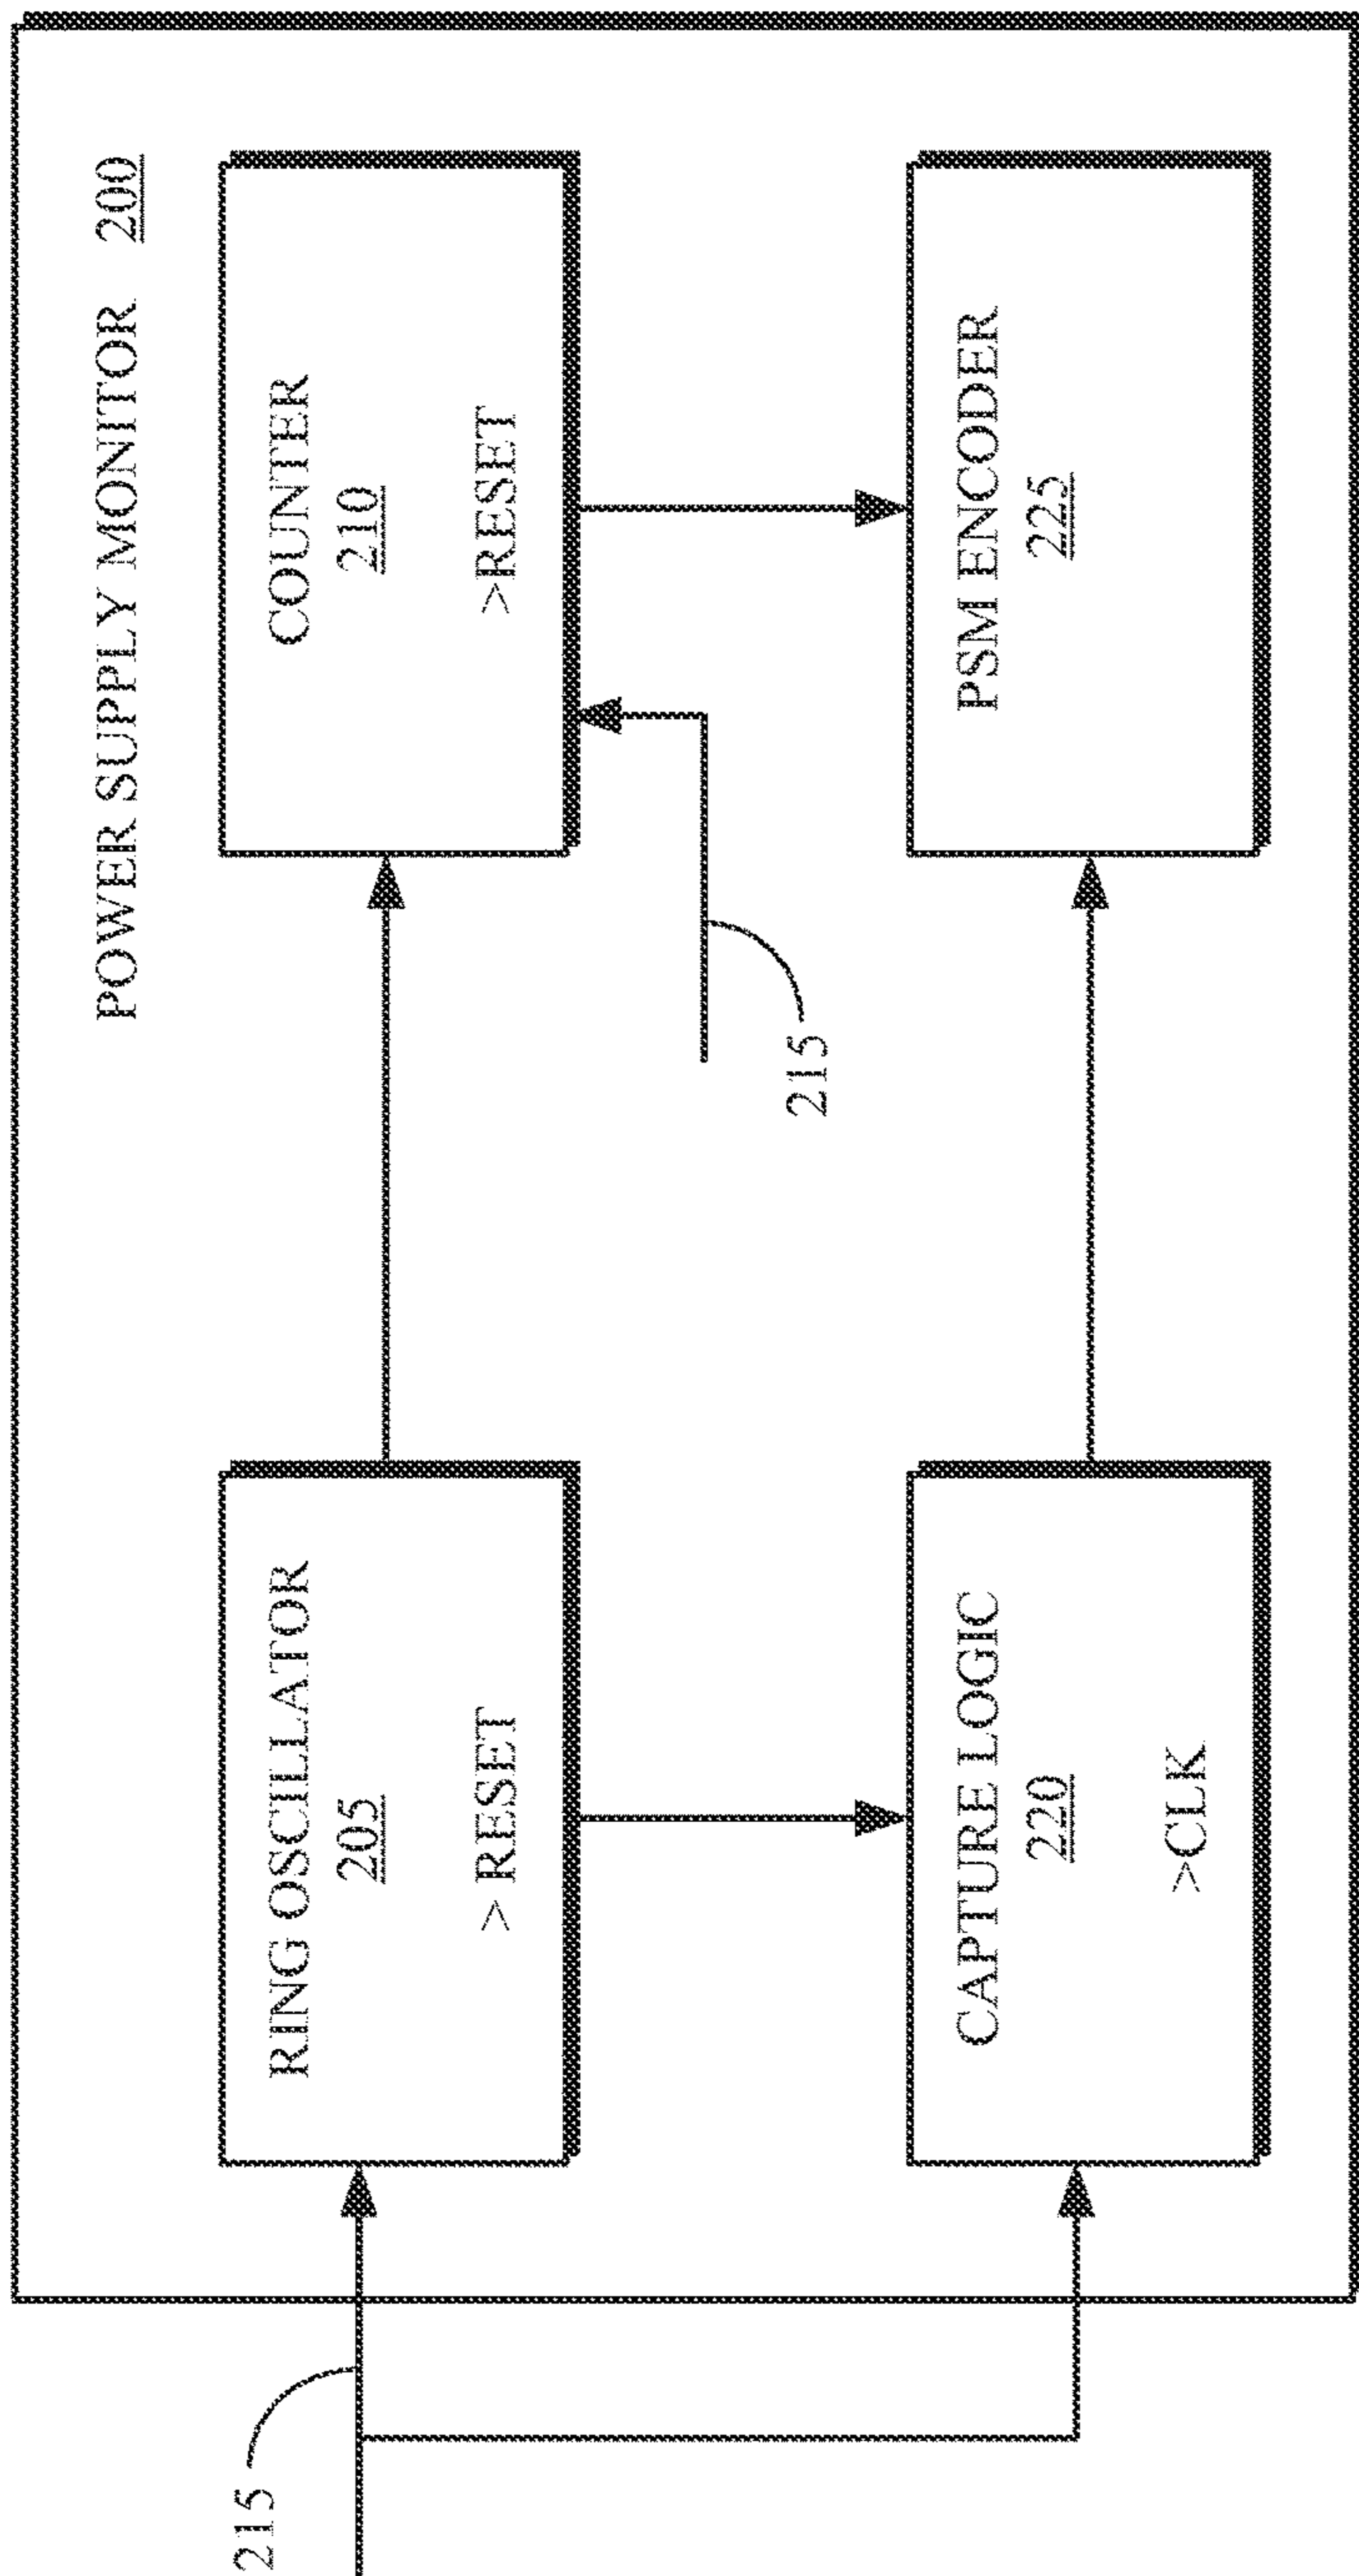 POWER SUPPLY MONITOR 200
215
RING OSCILLATOR
205
> RESET
COUNTER
210
>RESET
215
CAPTURE LOGIC
220
>CLK
PSM ENCODER
225